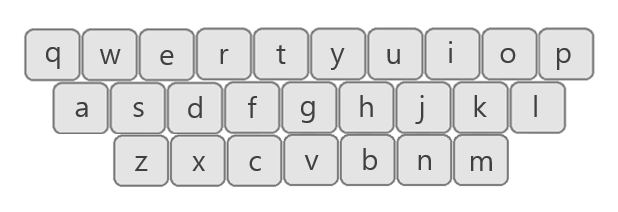 q w e r t y u i o p
a s d f g h j k l
z x c v b n m